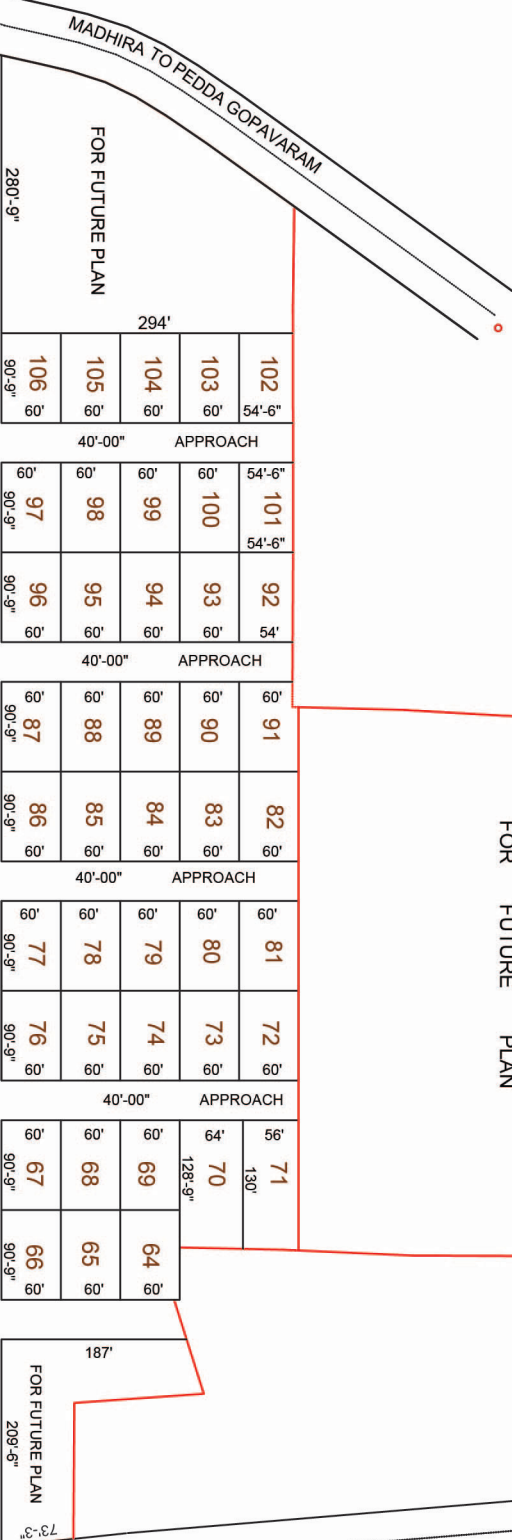 MADHIRA TO PEDDA GOPAVARAM
FOR FUTURE PLAN
280'-9"
294'
106 105 104 103 102
90'-9"
60' 60' 60' 60' 54'-6"
40'-00" APPROACH
60' 60' 60' 60' 54'-6"
97 98 99 100 101
90'-9"
54'-6"
96 95 94 93 92
90'-9"
60' 60' 60' 60' 54'
40'-00" APPROACH
60' 60' 60' 60' 60'
87 88 89 90 91
90'-9"
86 85 84 83 82
90'-9"
60' 60' 60' 60' 60'
FOR FUTURE PLAN
40'-00" APPROACH
60' 60' 60' 60' 60'
77 78 79 80 81
90'-9"
76 75 74 73 72
90'-9"
60' 60' 60' 60' 60'
40'-00" APPROACH
60' 60' 60' 64' 56'
67 68 69 70 71
90'-9" 128'-9" 130'
66 65 64
90'-9"
60' 60' 60'
187'
FOR FUTURE PLAN
209'-6"
73'-3"